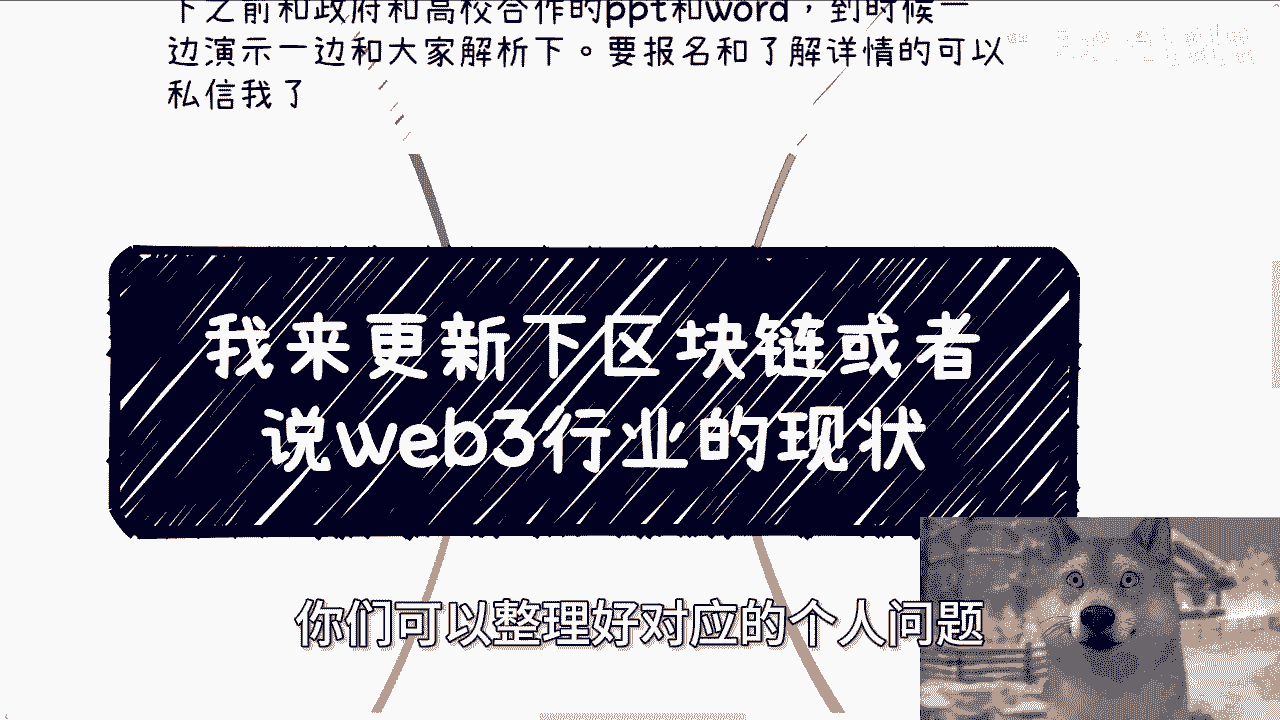 下之前和政府和高校合作的ppt和word，到时候一
边演示一边和大家解析下。要报名和了解详情的可以
私信我了
我来更新下区块链或者
说web3行业的现状
你们可以整理好对应的个人问题